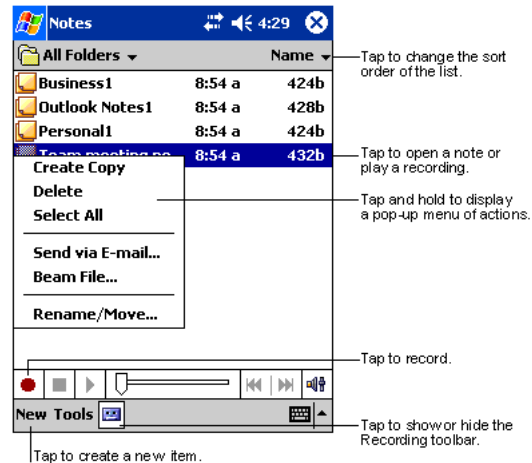 Notes 4:29
All Folders Name
Business1 8:54 a 424b
Outlook Notes1 8:54 a 428b
Personal1 8:54 a 424b
Team meeting no 8:54 a 432b
Create Copy
Delete
Select All
Send via E-mail...
Beam File...
Rename/Move...
New Tools
Tap to change the sort
order of the list.
Tap to open a note or
play a recording.
Tap and hold to display
a pop-up menu of actions.
Tap to record.
Tap to show or hide the
Recording toolbar.
Tap to create a new item.